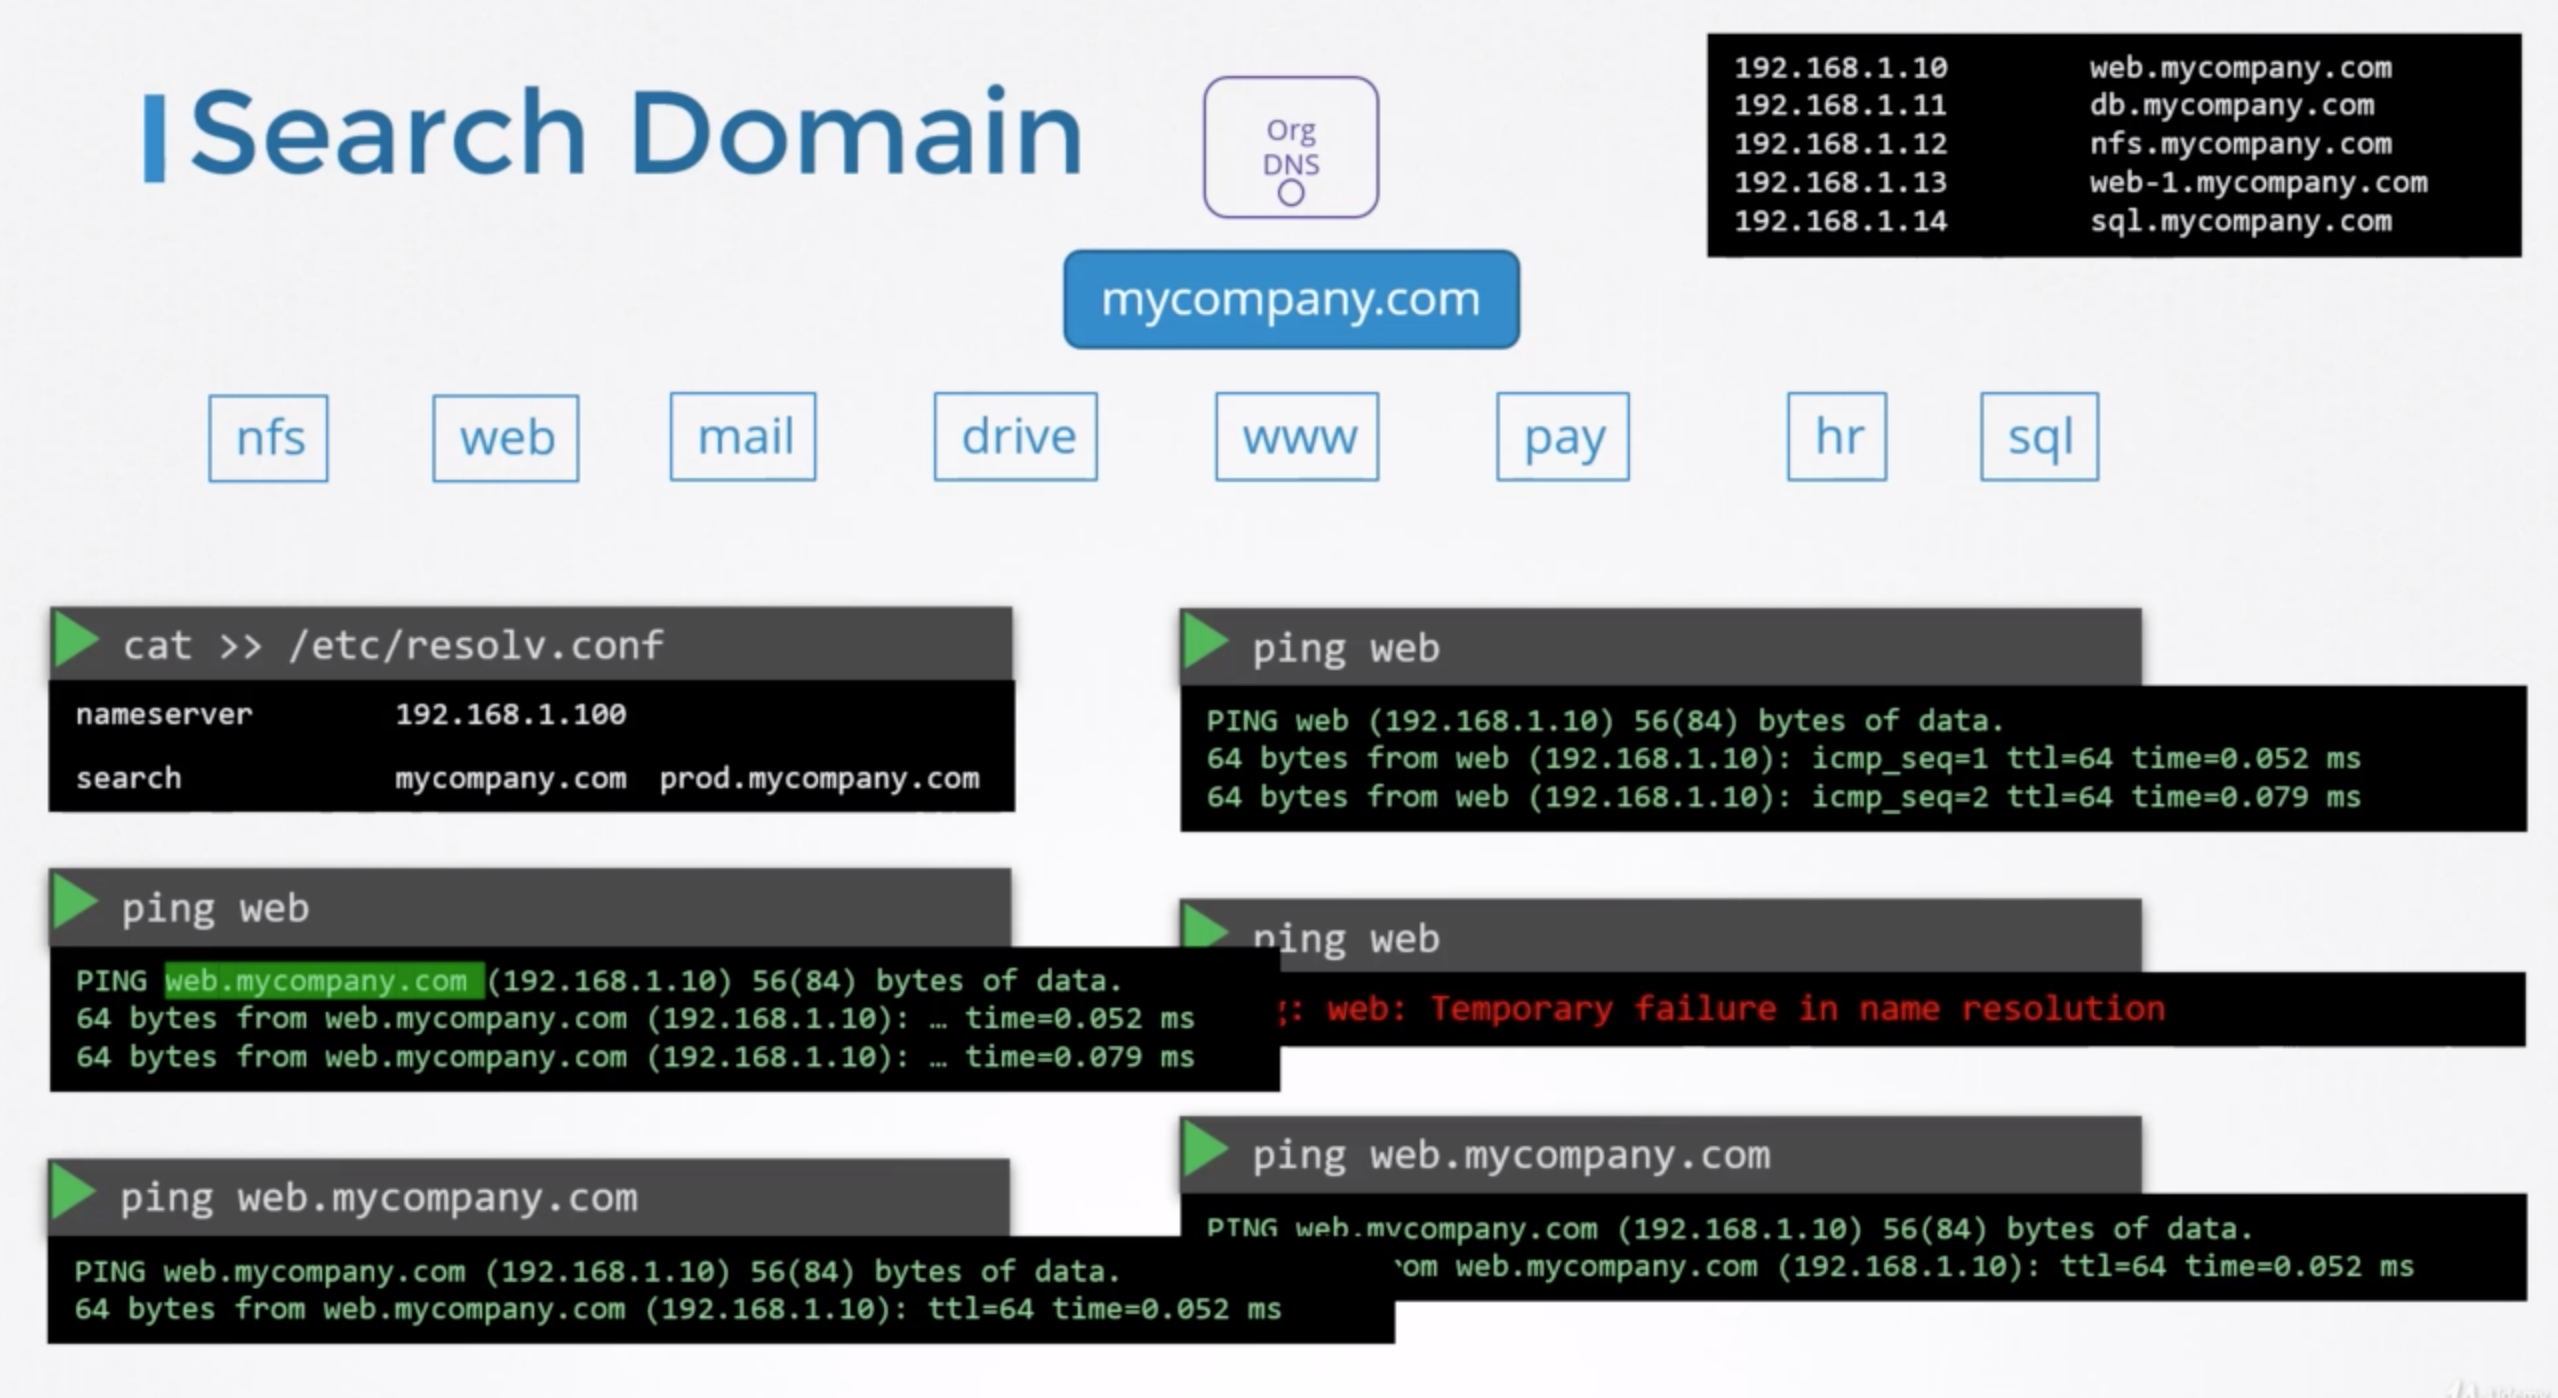 Search Domain
Org
DNS
mycompany.com
192.168.1.10 web.mycompany.com
192.168.1.11 db.mycompany.com
192.168.1.12 nfs.mycompany.com
192.168.1.13 web-1.mycompany.com
192.168.1.14 sql.mycompany.com
nfs web mail drive www pay hr sql
cat >> /etc/resolv.conf
nameserver 192.168.1.100
search mycompany.com prod.mycompany.com
ping web
PING web (192.168.1.10) 56(84) bytes of data.
64 bytes from web (192.168.1.10): icmp_seq=1 ttl=64 time=0.052 ms
64 bytes from web (192.168.1.10): icmp_seq=2 ttl=64 time=0.079 ms
ping web
PING web.mycompany.com (192.168.1.10) 56(84) bytes of data.
64 bytes from web.mycompany.com (192.168.1.10): … time=0.052 ms
64 bytes from web.mycompany.com (192.168.1.10): … time=0.079 ms
ping web
: web: Temporary failure in name resolution
ping web.mycompany.com
PING web.mycompany.com (192.168.1.10) 56(84) bytes of data.
64 bytes from web.mycompany.com (192.168.1.10): ttl=64 time=0.052 ms
ping web.mycompany.com
PING web.mycompany.com (192.168.1.10) 56(84) bytes of data.
web.mycompany.com (192.168.1.10): ttl=64 time=0.052 ms